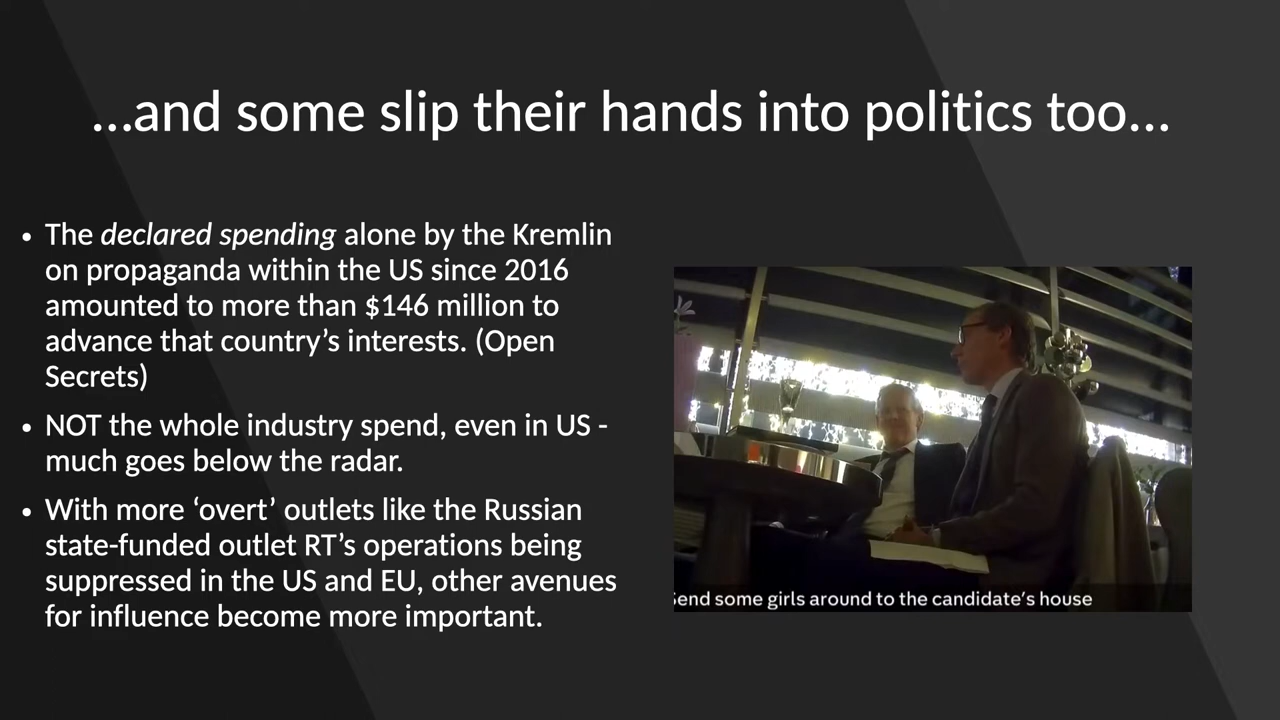 ...and some slip their hands into politics too...
• The declared spending alone by the Kremlin
on propaganda within the US since 2016
amounted to more than $146 million to
advance that country’s interests. (Open
Secrets)
• NOT the whole industry spend, even in US -
much goes below the radar.
• With more ‘overt’ outlets like the Russian
state-funded outlet RT’s operations being
suppressed in the US and EU, other avenues
for influence become more important.
Send some girls around to the candidate’s house